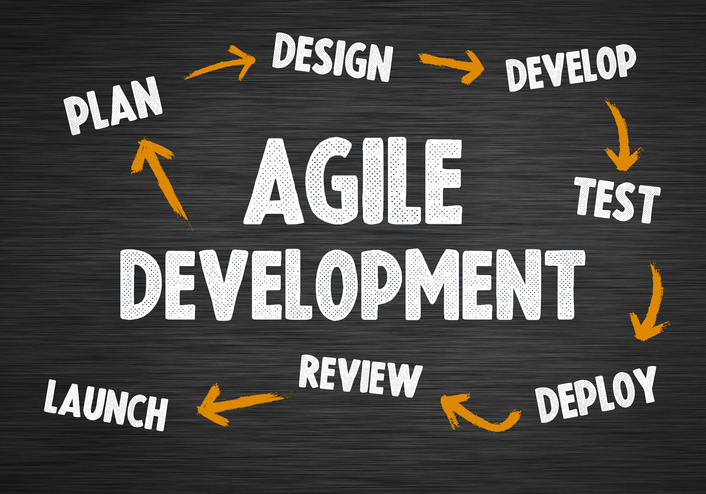 PLAN
DESIGN
DEVELOP
TEST
DEPLOY
REVIEW
LAUNCH
AGILE
DEVELOPMENT